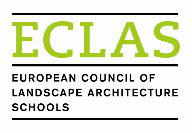 ECLAS
EUROPEAN COUNCIL OF
LANDSCAPE ARCHITECTURE
SCHOOLS